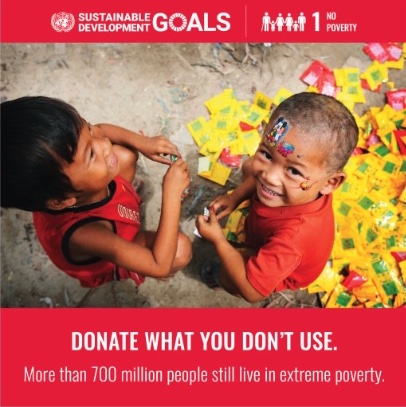 SUSTAINABLE
DEVELOPMENT GOALS
1 NO
POVERTY
DONATE WHAT YOU DON'T USE.
More than 700 million people still live in extreme poverty.